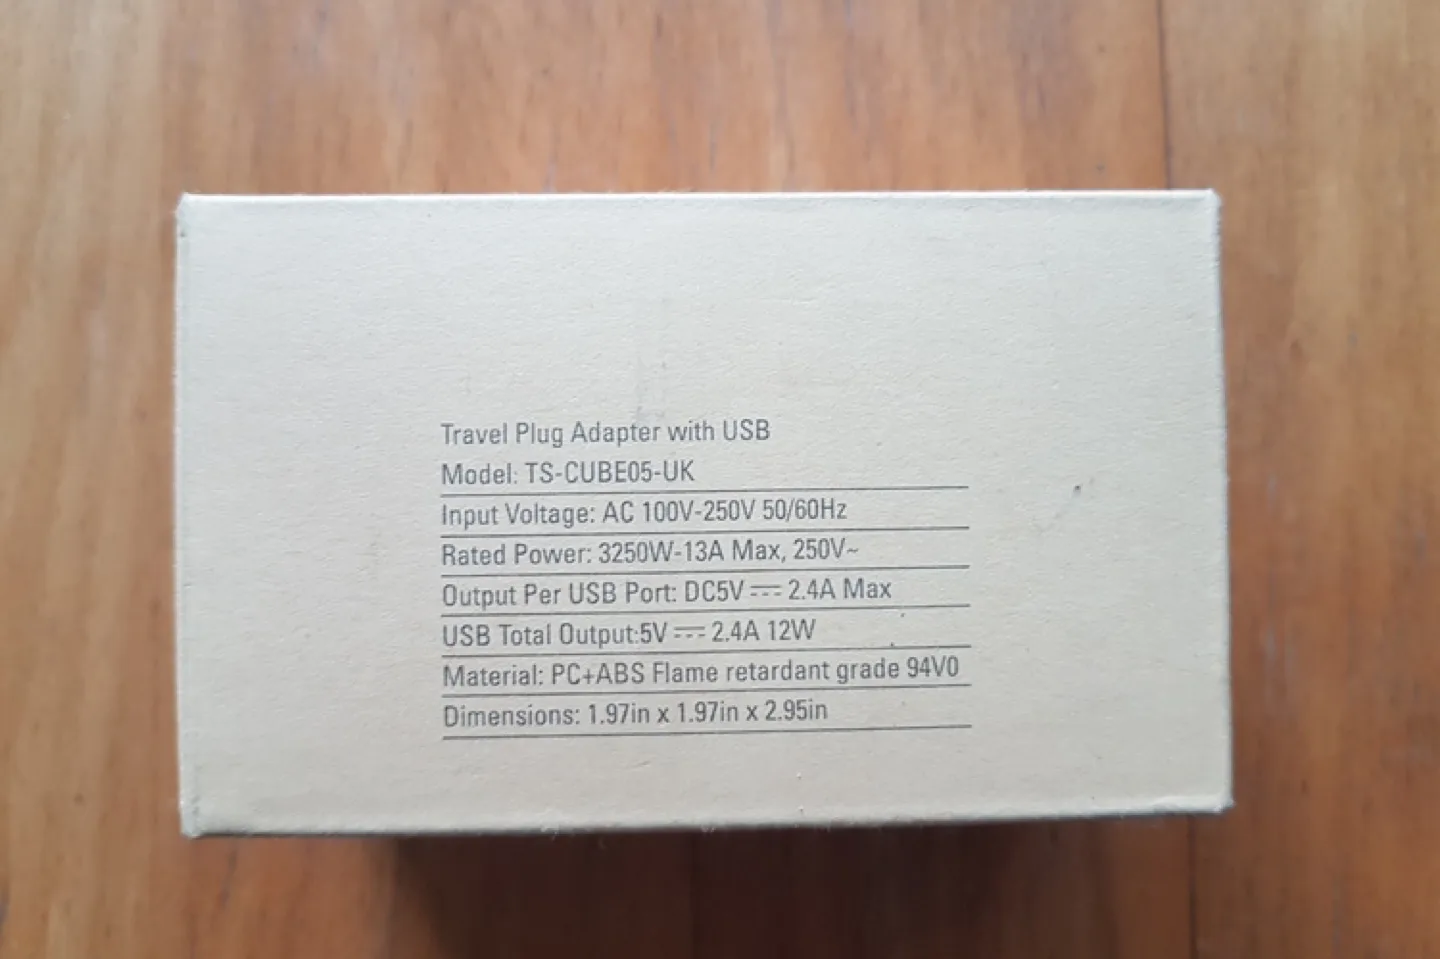 Travel Plug Adapter with USB
Model: TS-CUBE05-UK
Input Voltage: AC 100V-250V 50/60Hz
Rated Power: 3250W-13A Max, 250V~
Output Per USB Port: DC5V ⎓ 2.4A Max
USB Total Output:5V ⎓ 2.4A 12W
Material: PC+ABS Flame retardant grade 94V0
Dimensions: 1.97in x 1.97in x 2.95in